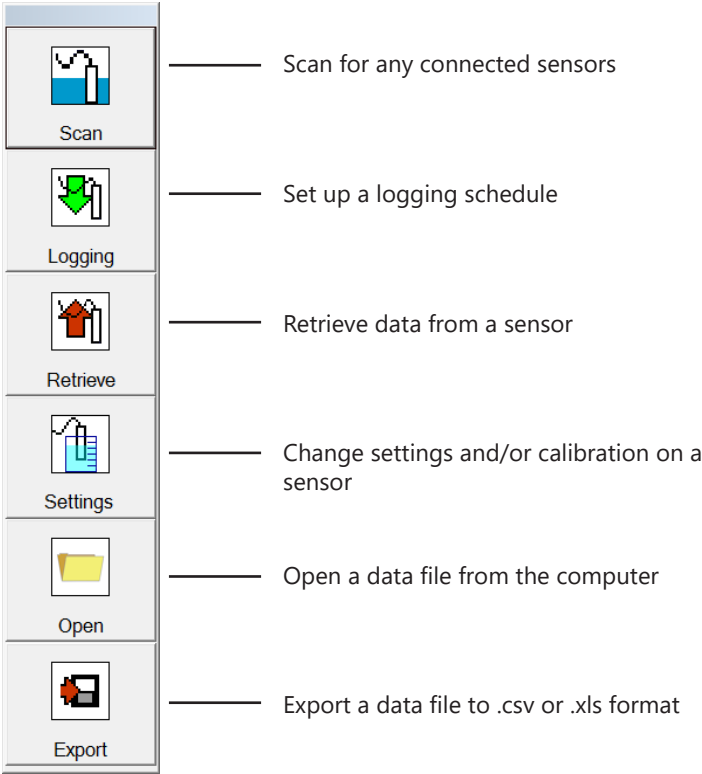 Scan
Scan for any connected sensors
Logging
Set up a logging schedule
Retrieve
Retrieve data from a sensor
Settings
Change settings and/or calibration on a
sensor
Open
Open a data file from the computer
Export
Export a data file to .csv or .xls format